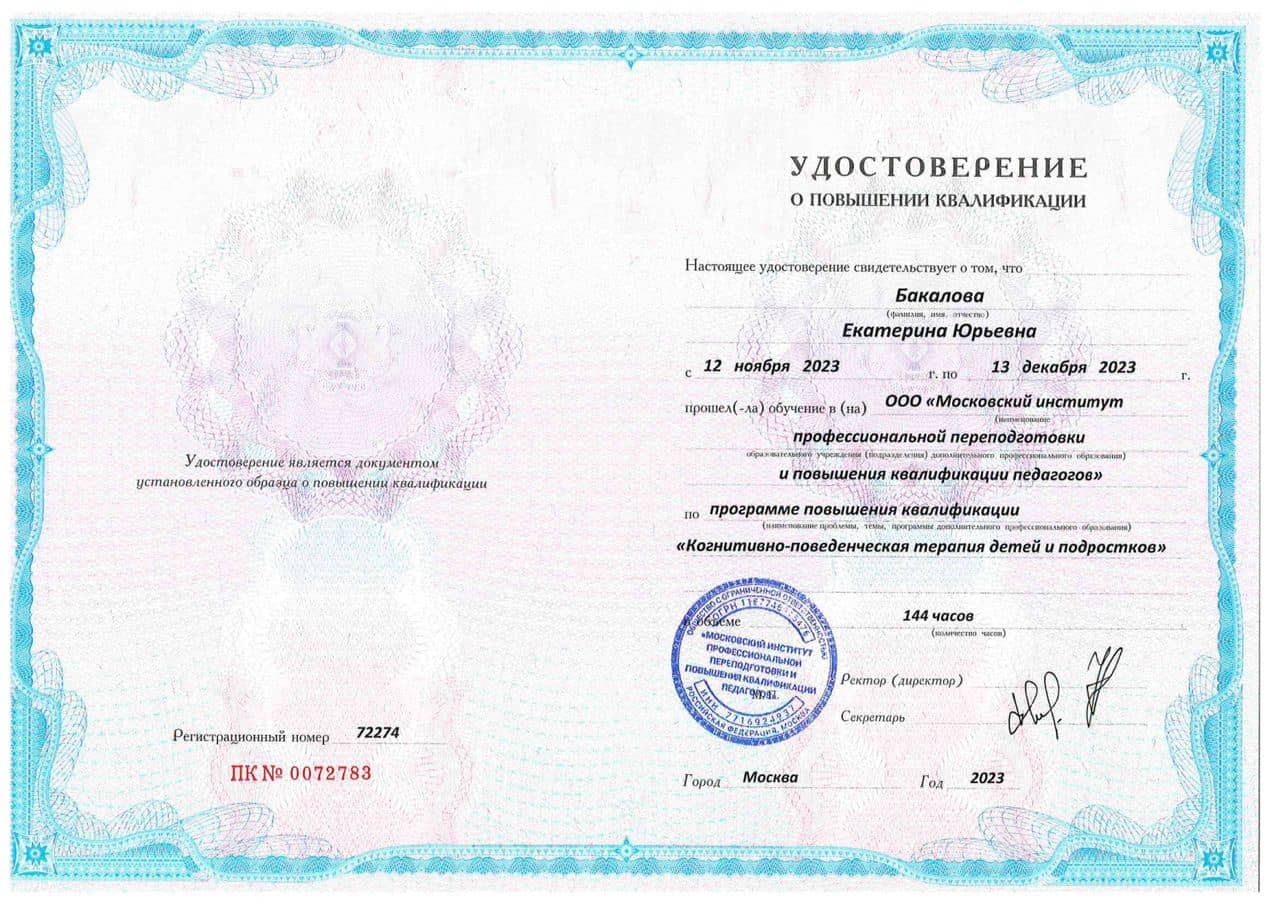 Удостоверение является документом
установленного образца о повышении квалификации
Регистрационный номер 72274
ПК № 0072783
УДОСТОВЕРЕНИЕ
О ПОВЫШЕНИИ КВАЛИФИКАЦИИ
Настоящее удостоверение свидетельствует о том, что
Бакалова
(фамилия, имя, отчество)
Екатерина Юрьевна
с 12 ноября 2023 г. по 13 декабря 2023 г.
прошел(-ла) обучение в (на) ООО «Московский институт
(наименование
профессиональной переподготовки
образовательного учреждения (подразделения) дополнительного профессионального образования)
и повышения квалификации педагогов»
по программе повышения квалификации
(наименование проблемы, темы, программы дополнительного профессионального образования)
«Когнитивно-поведенческая терапия детей и подростков»
в объеме 144 часов
(количество часов)
ОБЩЕСТВО С ОГРАНИЧЕННОЙ ОТВЕТСТВЕННОСТЬЮ
ОГРН
«МОСКОВСКИЙ ИНСТИТУТ
ПРОФЕССИОНАЛЬНОЙ
ПЕРЕПОДГОТОВКИ И
ПОВЫШЕНИЯ КВАЛИФИКАЦИИ
ПЕДАГОГОВ»
М.П.
ИНН 7716924937
РОССИЙСКАЯ ФЕДЕРАЦИЯ, МОСКВА
Ректор (директор)
Секретарь
Город Москва Год 2023